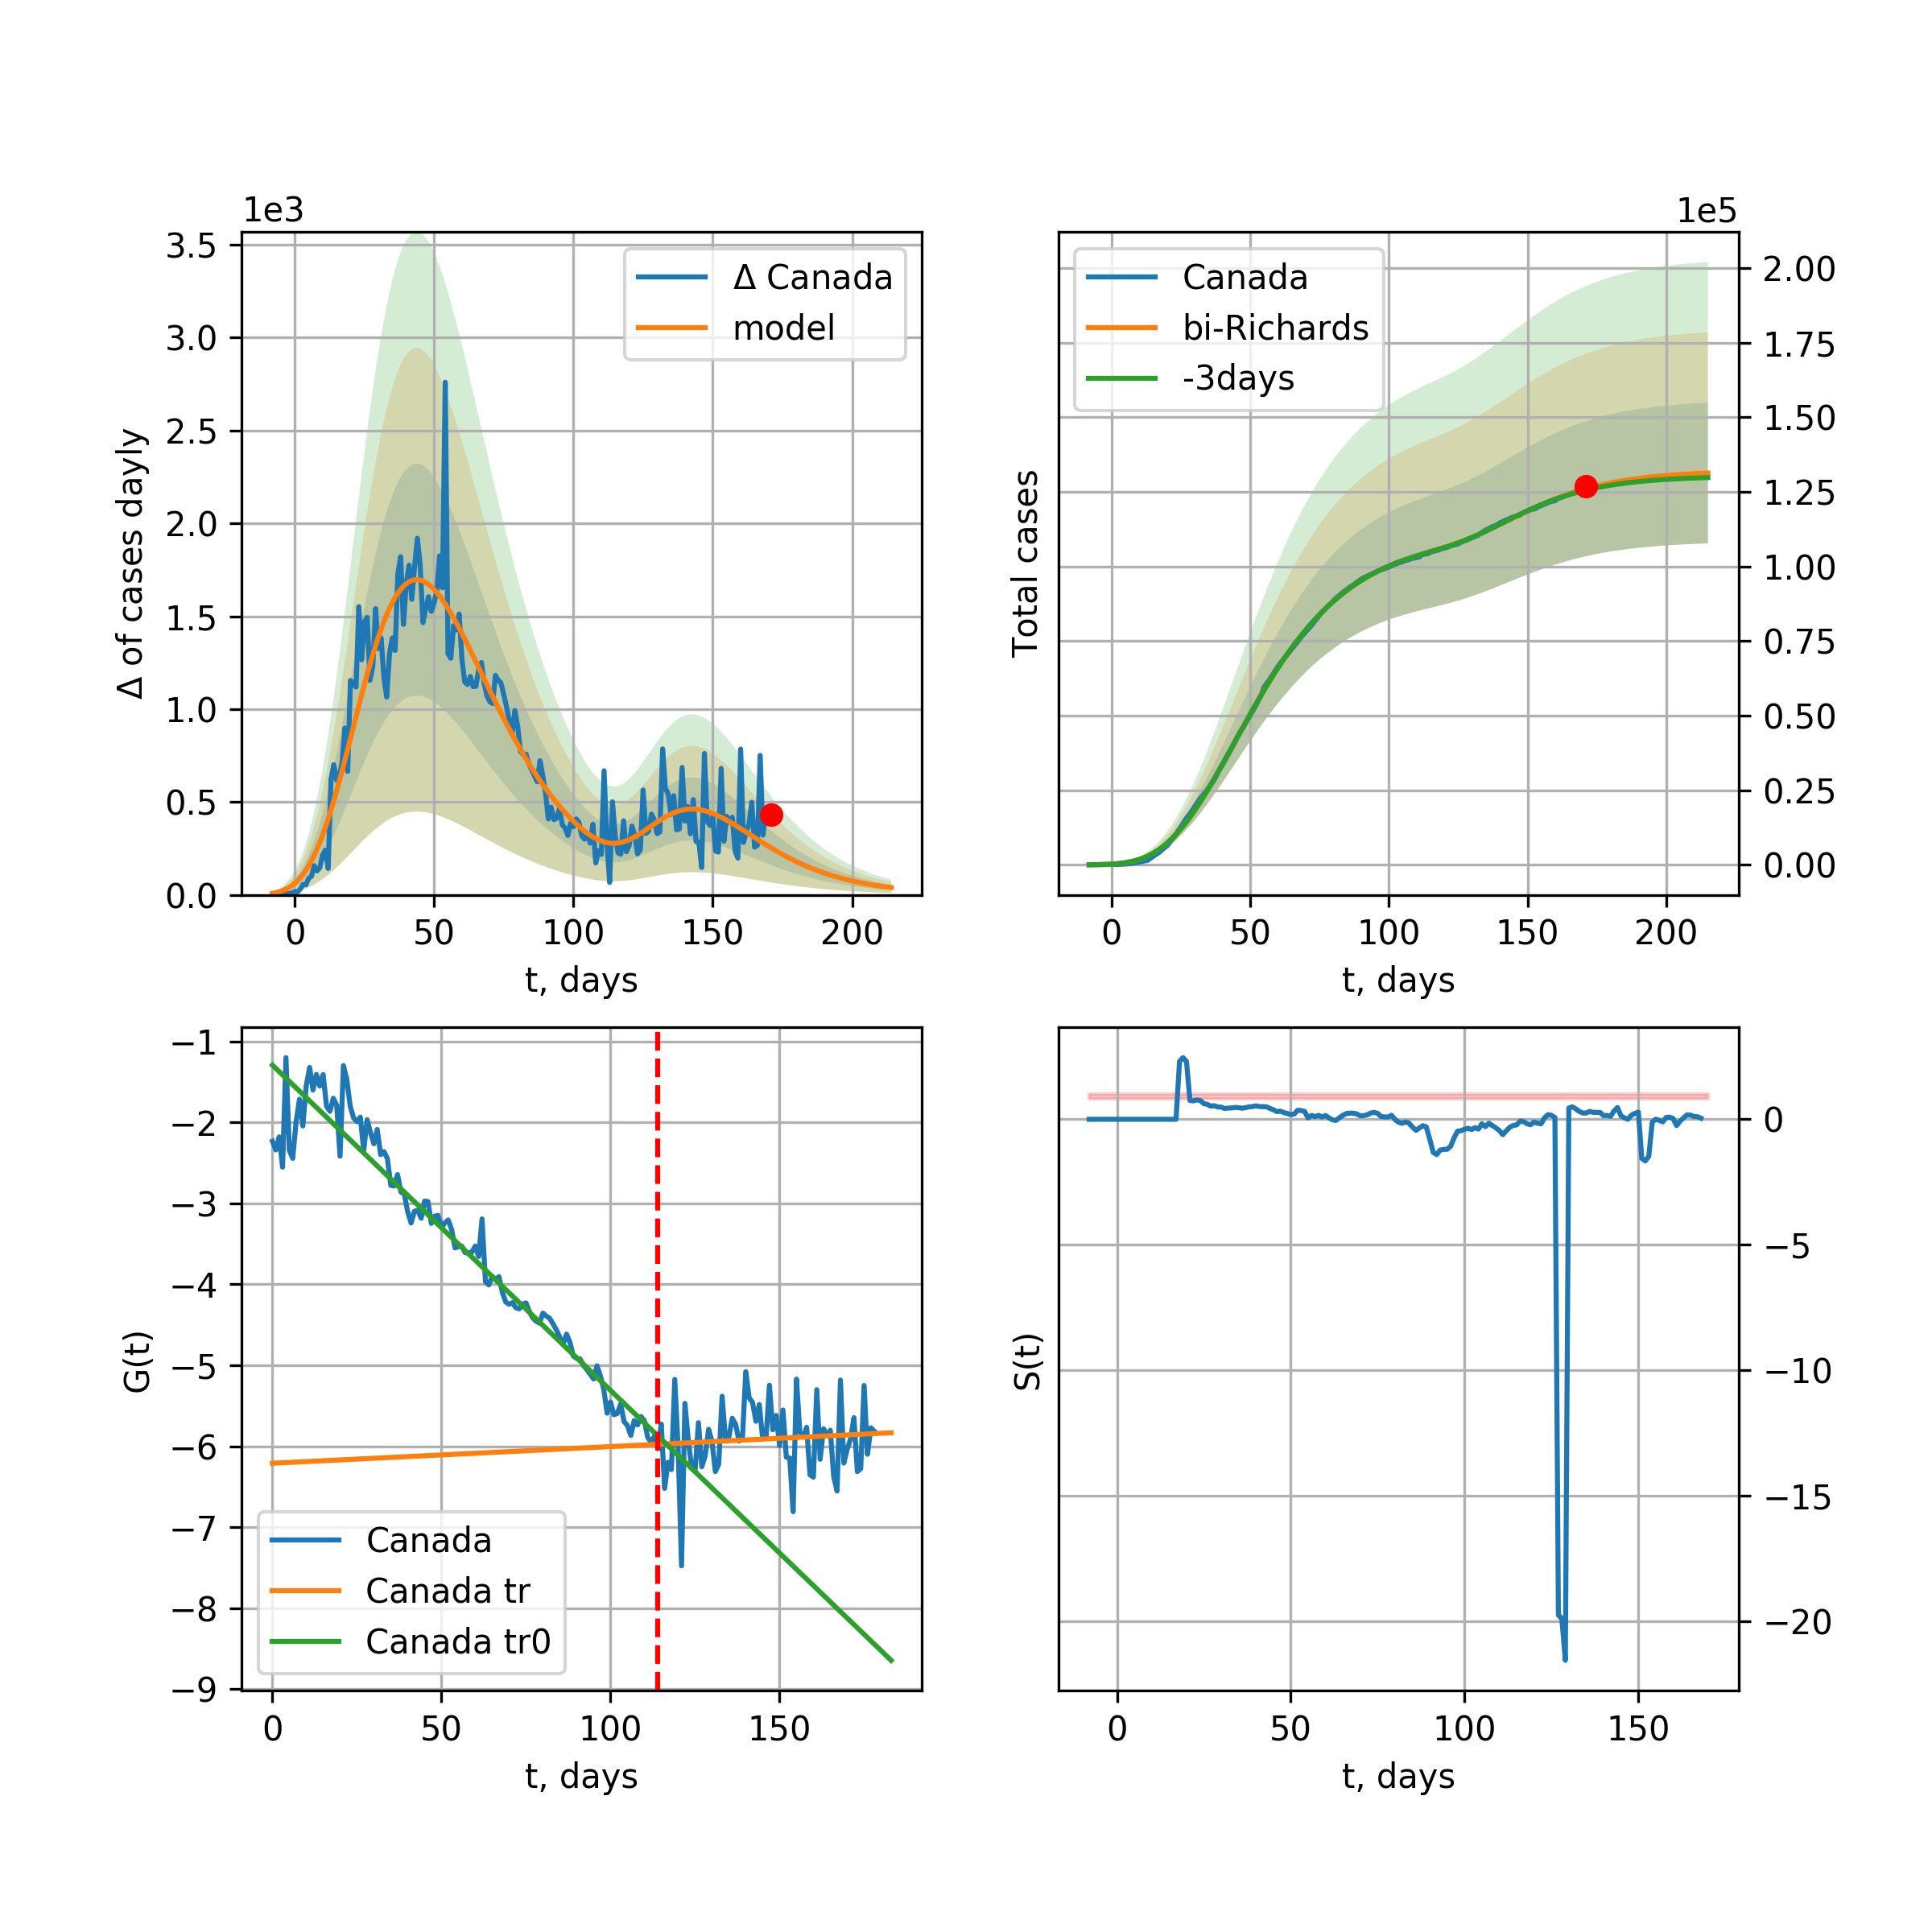 1e3
3.5
3.0
2.5
2.0
1.5
1.0
0.5
0.0
Δ of cases dayly
Δ Canada
model
0 50 100 150 200
t, days
1e5
2.00
1.75
1.50
1.25
1.00
0.75
0.50
0.25
0.00
Total cases
Canada
bi-Richards
-3days
0 50 100 150 200
t, days
−1
−2
−3
−4
−5
−6
−7
−8
−9
G(t)
Canada
Canada tr
Canada tr0
0 50 100 150
t, days
0
−5
−10
−15
−20
S(t)
0 50 100 150
t, days